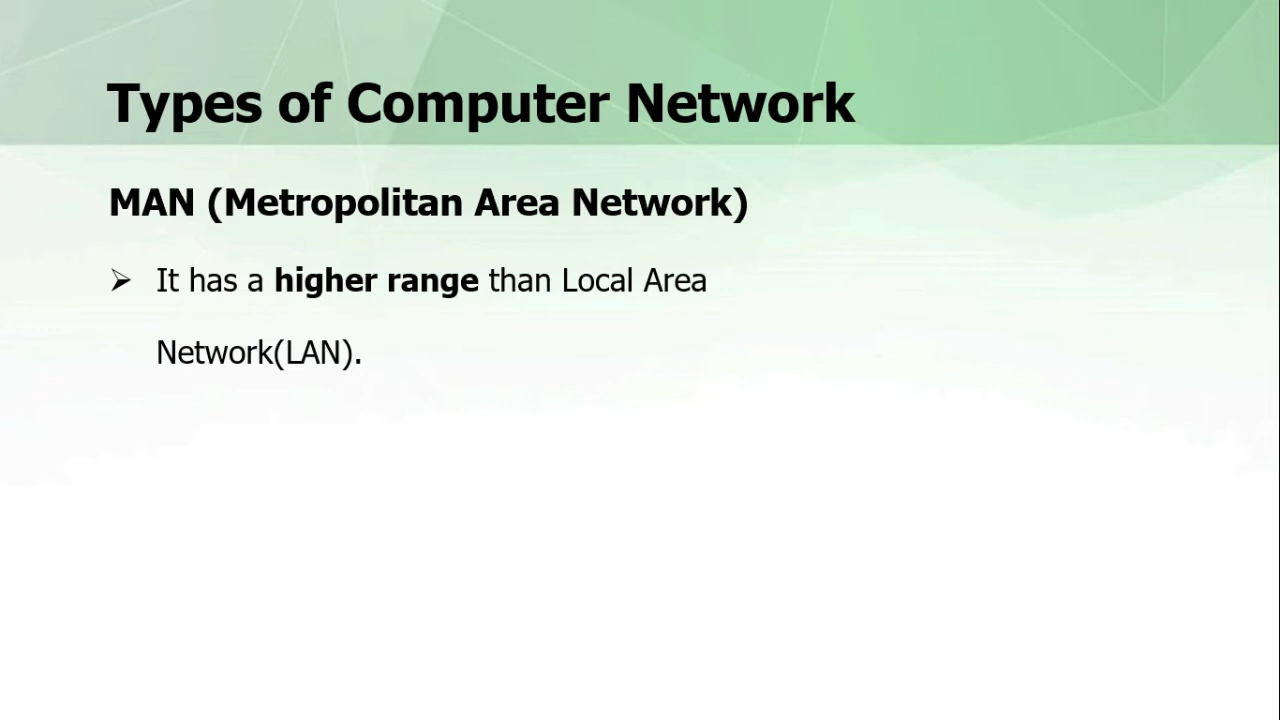 Types of Computer Network
MAN (Metropolitan Area Network)
➢ It has a higher range than Local Area
Network(LAN).